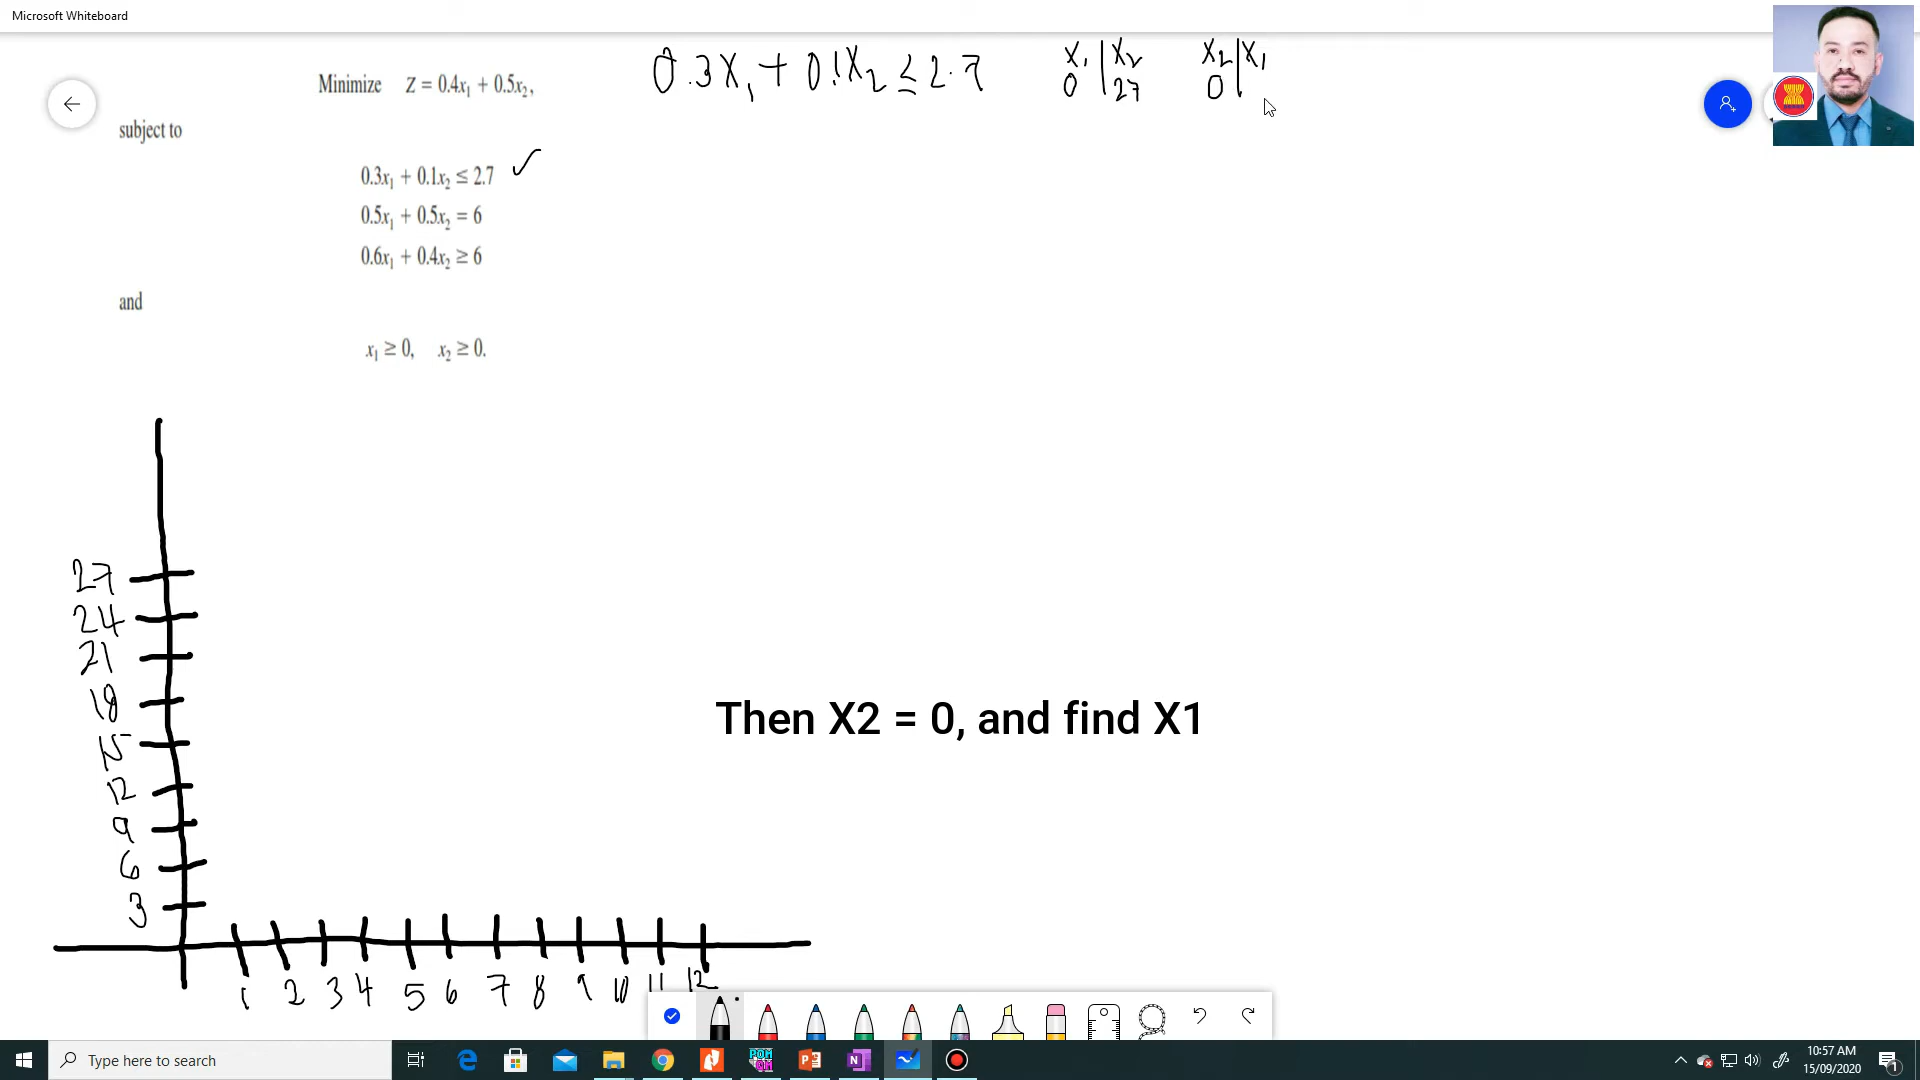 Microsoft Whiteboard
Minimize Z = 0.4x₁ + 0.5x₂,
subject to
0.3x₁ + 0.1x₂ ≤ 2.7 ✓
0.5x₁ + 0.5x₂ = 6
0.6x₁ + 0.4x₂ ≥ 6
and
x₁ ≥ 0, x₂ ≥ 0.
0.3X₁ + 0.1X₂ ≤ 2.7
X₁ | X₂
0 | 27
X₂ | X₁
0 |
27
24
21
18
15
12
9
6
3
1 2 3 4 5 6 7 8 9 10 11 12
Then X2 = 0, and find X1
Type here to search
POM
QM
10:57 AM
15/09/2020
1